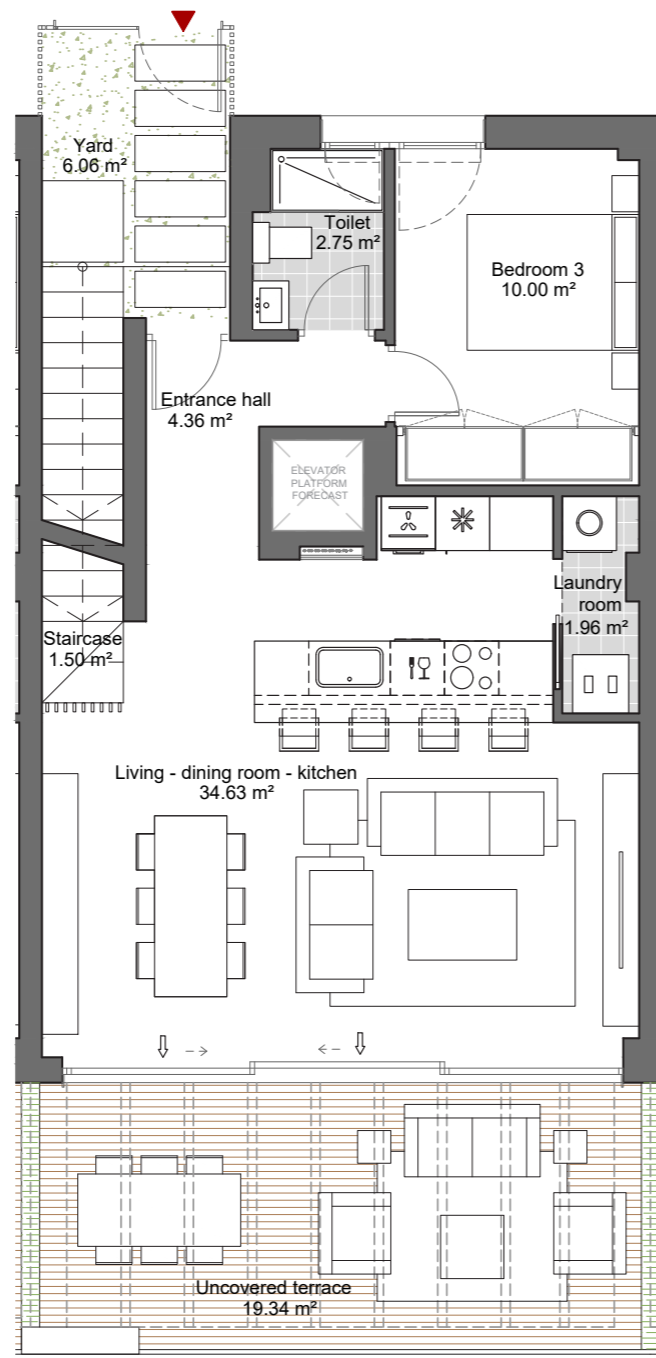 Yard
6.06 m²
Toilet
2.75 m²
Bedroom 3
10.00 m²
Entrance hall
4.36 m²
ELEVATOR
PLATFORM
FORECAST
Laundry
room
1.96 m²
Staircase
1.50 m²
Living - dining room - kitchen
34.63 m²
Uncovered terrace
19.34 m²